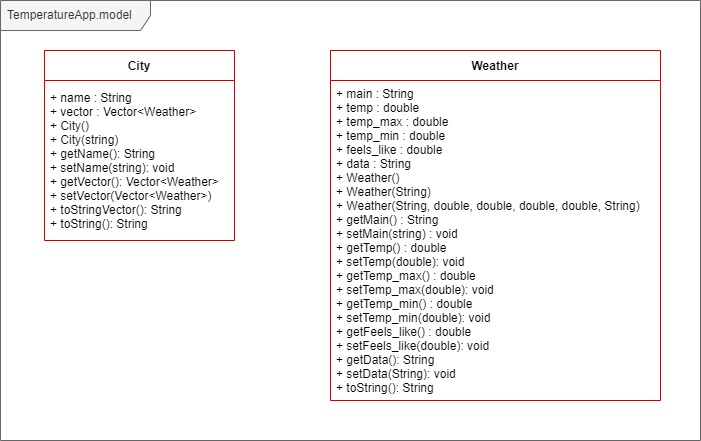 TemperatureApp.model
City
+ name : String
+ vector : Vector<Weather>
+ City()
+ City(string)
+ getName(): String
+ setName(string): void
+ getVector(): Vector<Weather>
+ setVector(Vector<Weather>)
+ toStringVector(): String
+ toString(): String
Weather
+ main : String
+ temp : double
+ temp_max : double
+ temp_min : double
+ feels_like : double
+ data : String
+ Weather()
+ Weather(String)
+ Weather(String, double, double, double, double, String)
+ getMain() : String
+ setMain(string) : void
+ getTemp() : double
+ setTemp(double): void
+ getTemp_max() : double
+ setTemp_max(double): void
+ getTemp_min() : double
+ setTemp_min(double): void
+ getFeels_like() : double
+ setFeels_like(double): void
+ getData(): String
+ setData(String): void
+ toString(): String